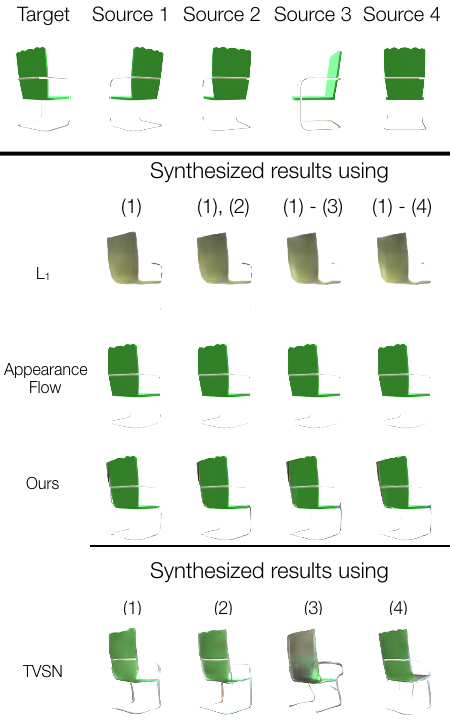 Target Source 1 Source 2 Source 3 Source 4
Synthesized results using
(1) (1), (2) (1) - (3) (1) - (4)
L₁
Appearance
Flow
Ours
Synthesized results using
(1) (2) (3) (4)
TVSN